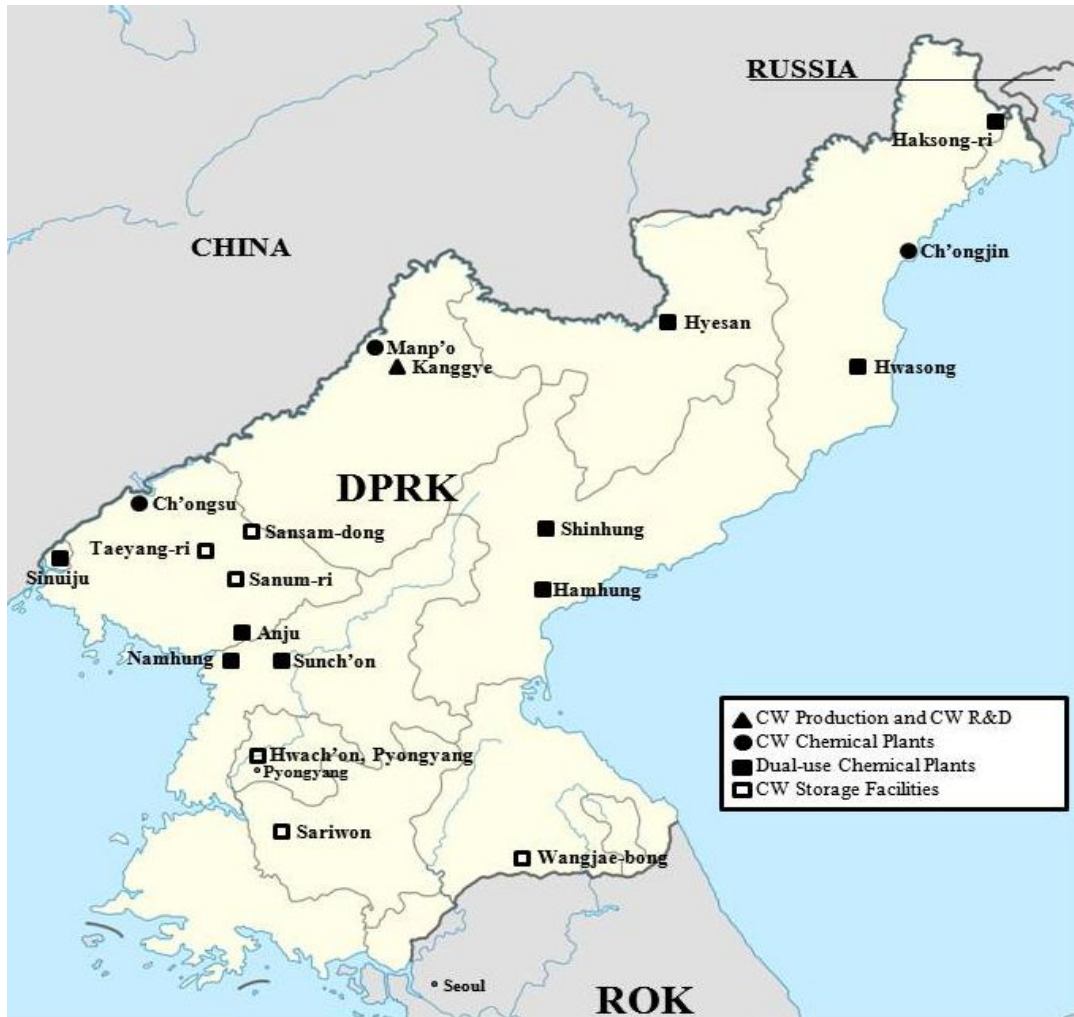 RUSSIA
Haksong-ri
CHINA
Ch'ongjin
Hyesan
Manp'o
Kanggye
Hwasong
DPRK
Ch'ongsu
Sansam-dong
Shinhung
Taeyang-ri
Sinuiju
Sanum-ri
Hamhung
Anju
Namhung
Sunch'on
CW Production and CW R&D
CW Chemical Plants
Dual-use Chemical Plants
CW Storage Facilities
Hwach'on, Pyongyang
Pyongyang
Sariwon
Wangjae-bong
Seoul
ROK